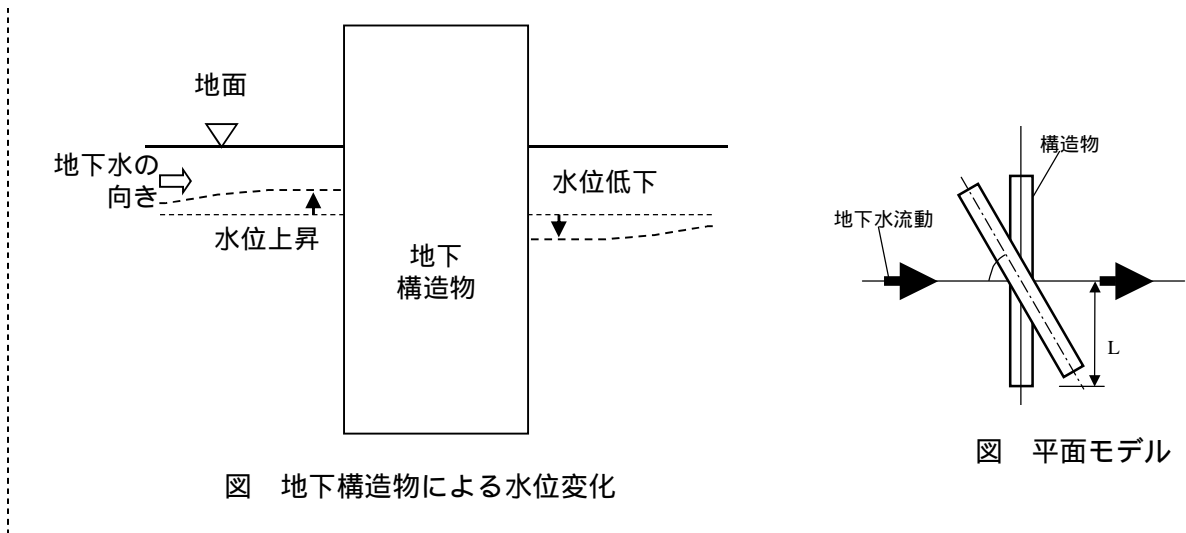 地面
地下水の
向き
水位上昇
地下
構造物
水位低下
図　地下構造物による水位変化
構造物
地下水流動
L
図　平面モデル